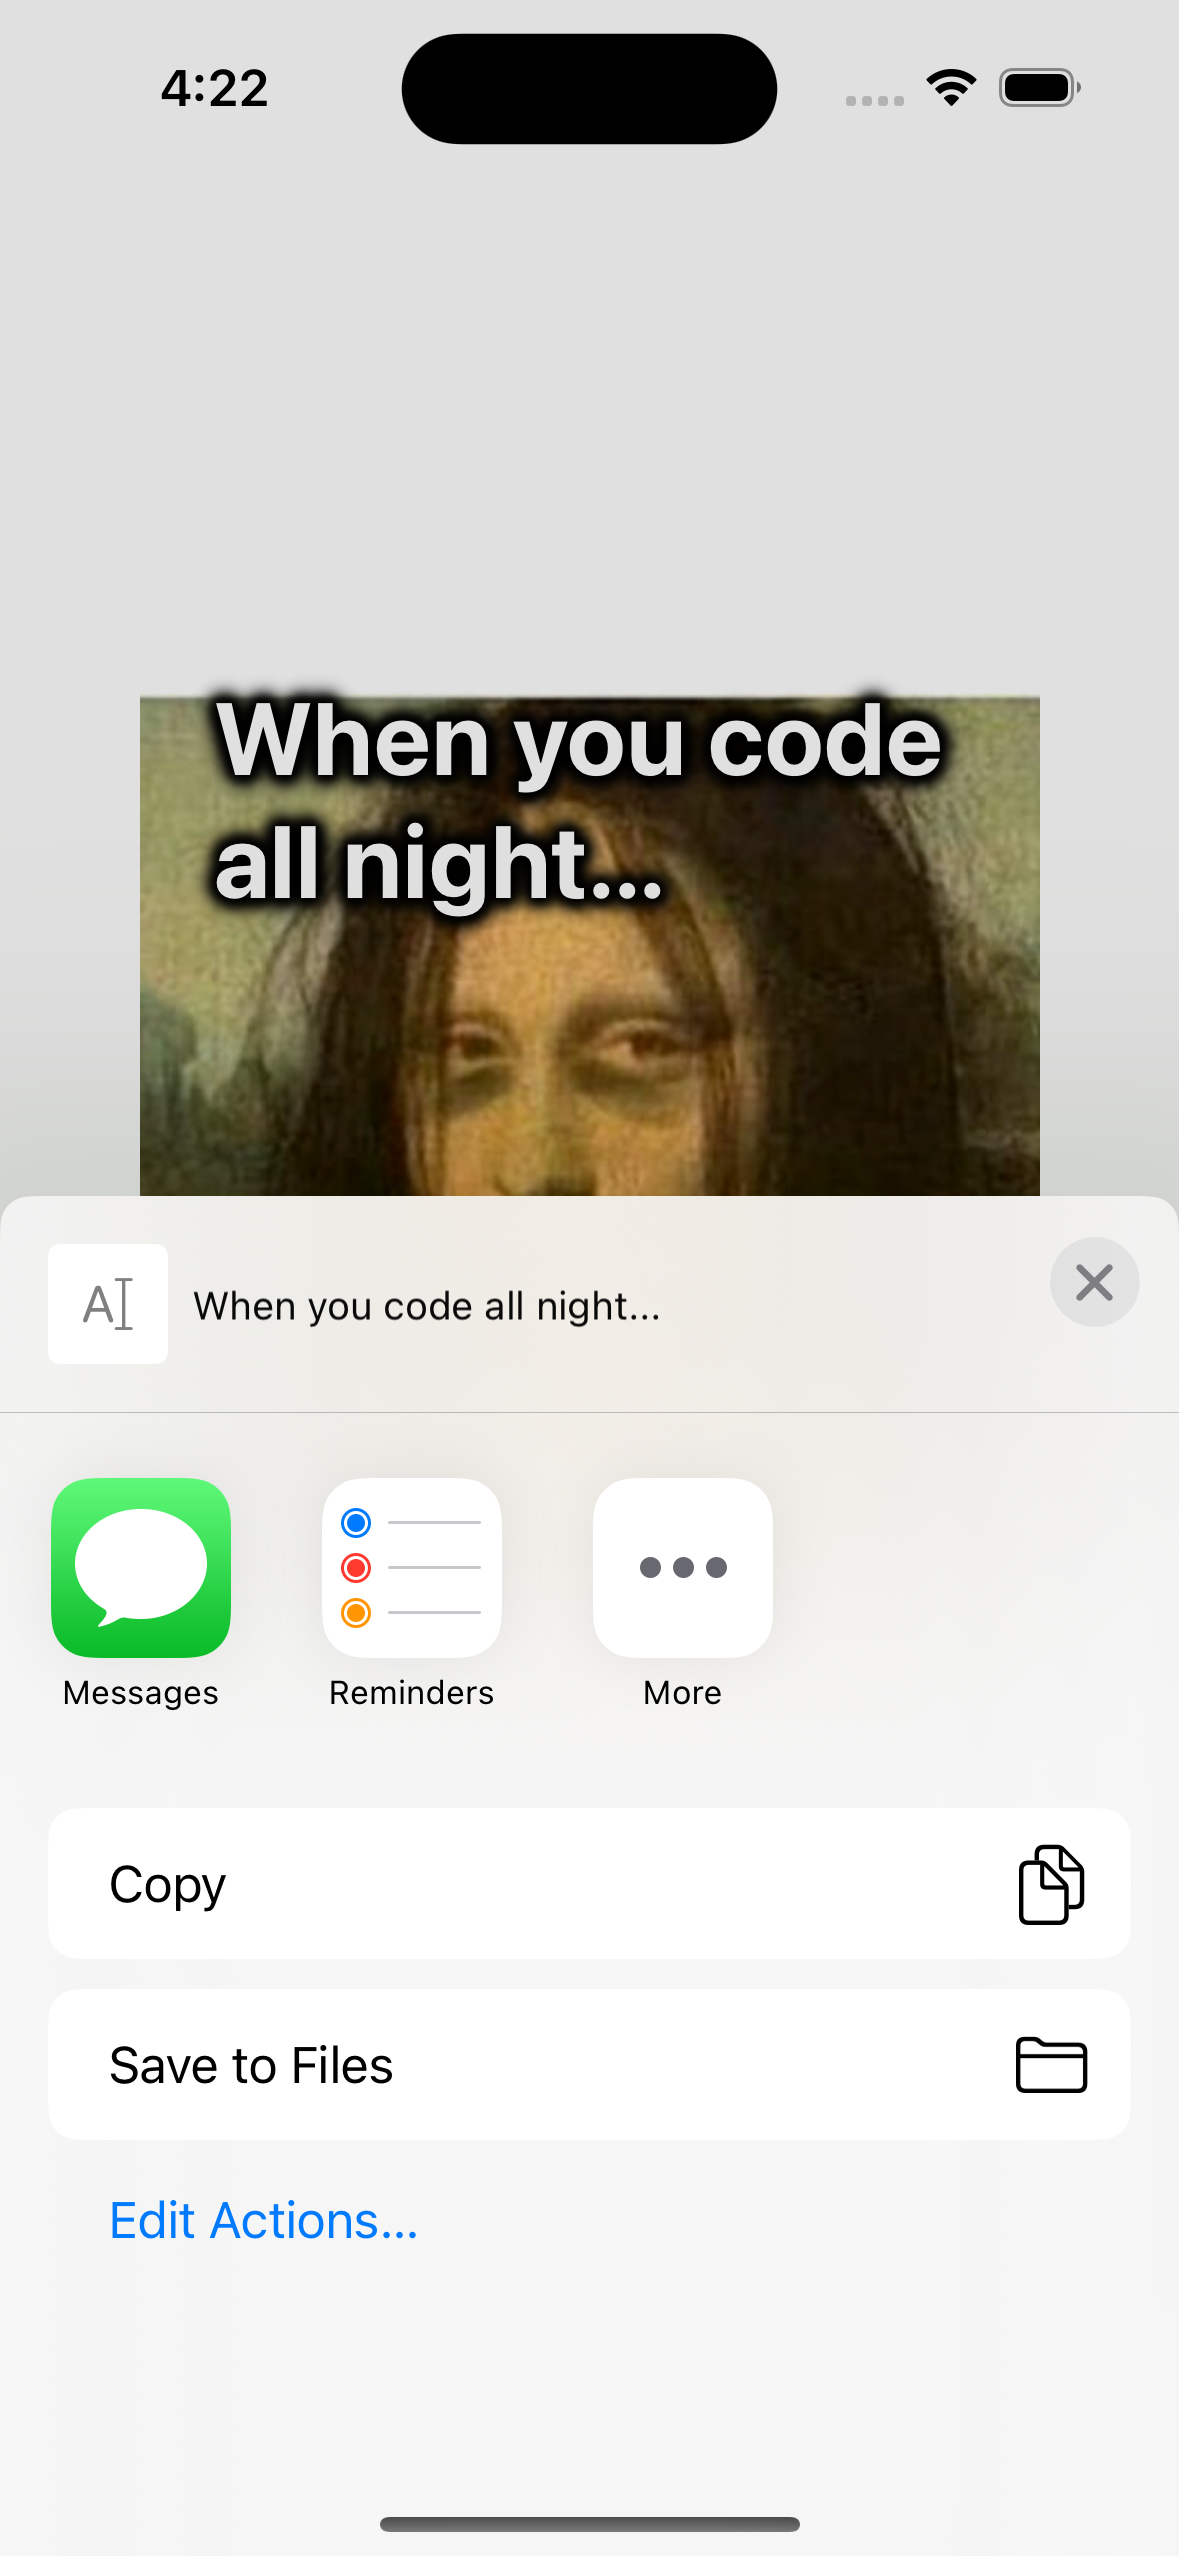 4:22
When you code
all night...
AI
When you code all night...
Messages
Reminders
More
Copy
Save to Files
Edit Actions...